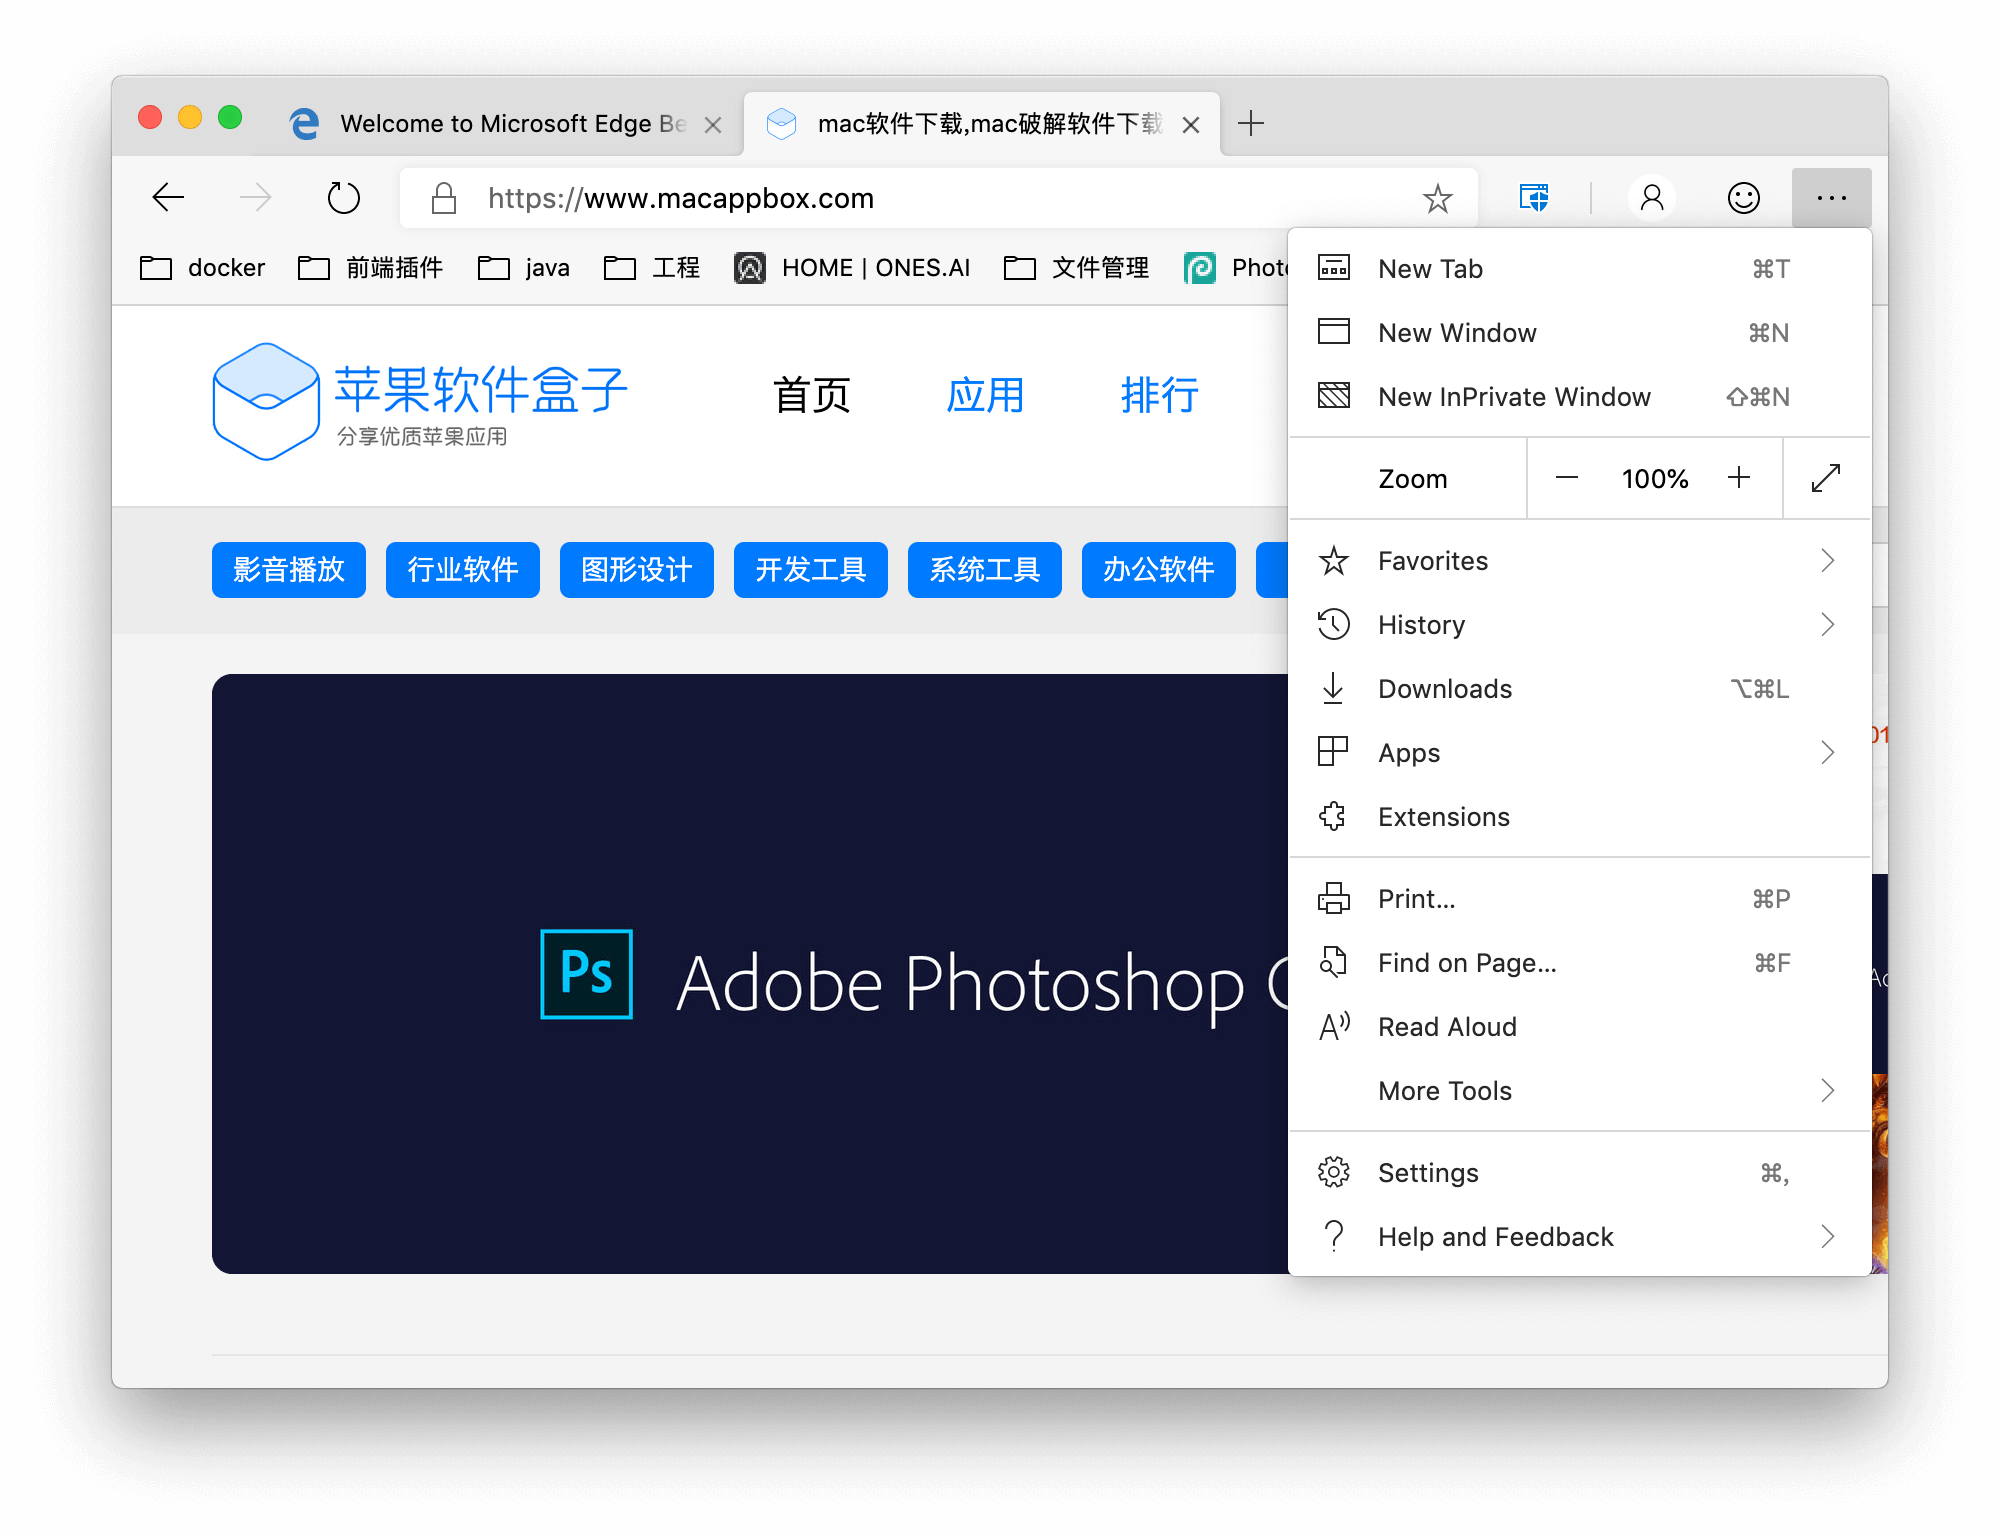 Welcome to Microsoft Edge Be
mac软件下载,mac破解软件下载
https://www.macappbox.com
docker
前端插件
java
工程
HOME | ONES.AI
文件管理
Photo
New Tab ⌘T
New Window ⌘N
New InPrivate Window ⇧⌘N
Zoom 100%
Favorites
History
Downloads ⌥⌘L
Apps
Extensions
Print... ⌘P
Find on Page... ⌘F
Read Aloud
More Tools
Settings ⌘,
Help and Feedback
苹果软件盒子
分享优质苹果应用
首页 应用 排行
影音播放 行业软件 图形设计 开发工具 系统工具 办公软件
01
Ps Adobe Photoshop C
Ac